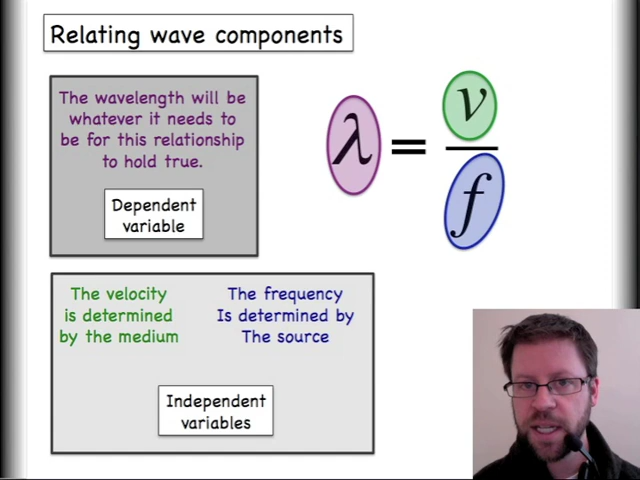 Relating wave components
The wavelength will be
whatever it needs to
be for this relationship
to hold true.
Dependent
variable
λ = v / f
The velocity
is determined
by the medium
The frequency
Is determined by
The source
Independent
variables